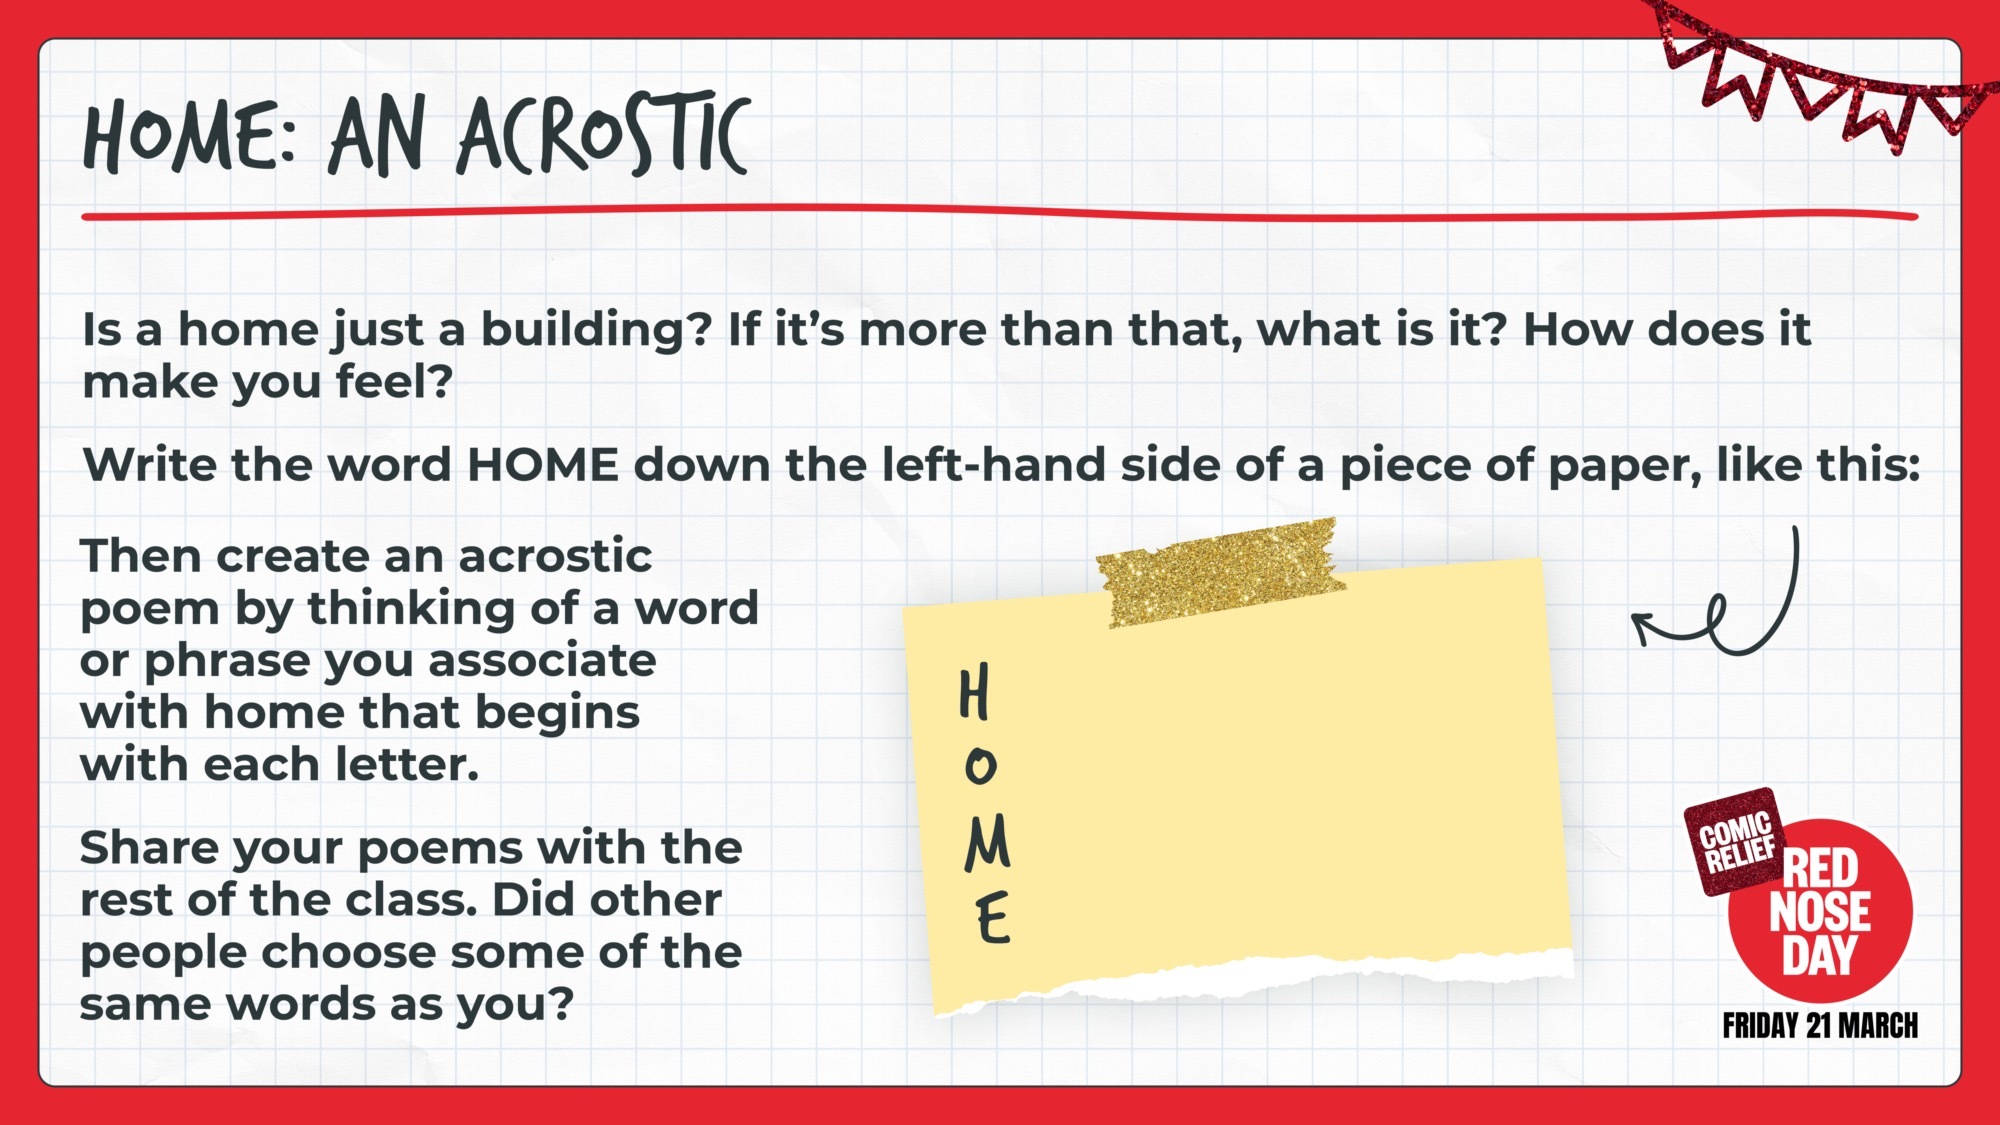 HOME: AN ACROSTIC
Is a home just a building? If it’s more than that, what is it? How does it
make you feel?
Write the word HOME down the left-hand side of a piece of paper, like this:
Then create an acrostic
poem by thinking of a word
or phrase you associate
with home that begins
with each letter.
Share your poems with the
rest of the class. Did other
people choose some of the
same words as you?
H
O
M
E
COMIC
RELIEF
RED
NOSE
DAY
FRIDAY 21 MARCH